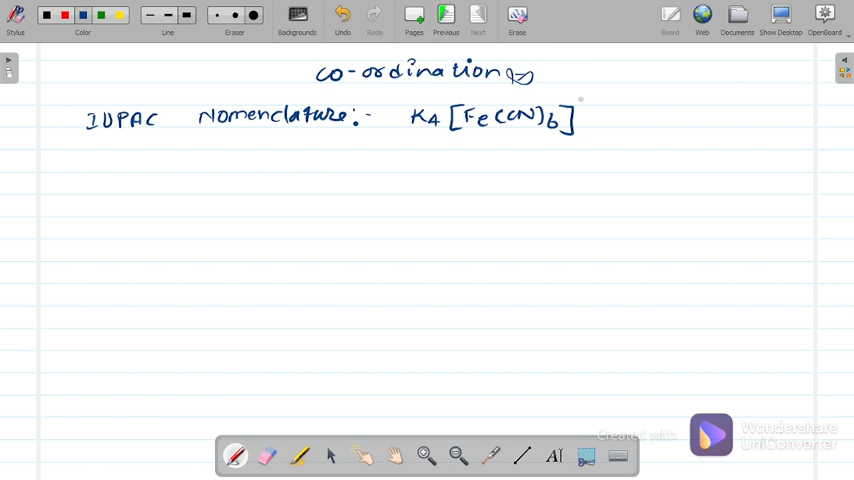 Stylus Color Line Eraser Backgrounds Undo Redo Pages Previous Next Erase Board Web Documents Show Desktop OpenBoard
co-ordination
IUPAC Nomenclature:- K4[Fe(CN)6]
Created with Wondershare UniConverter
AI